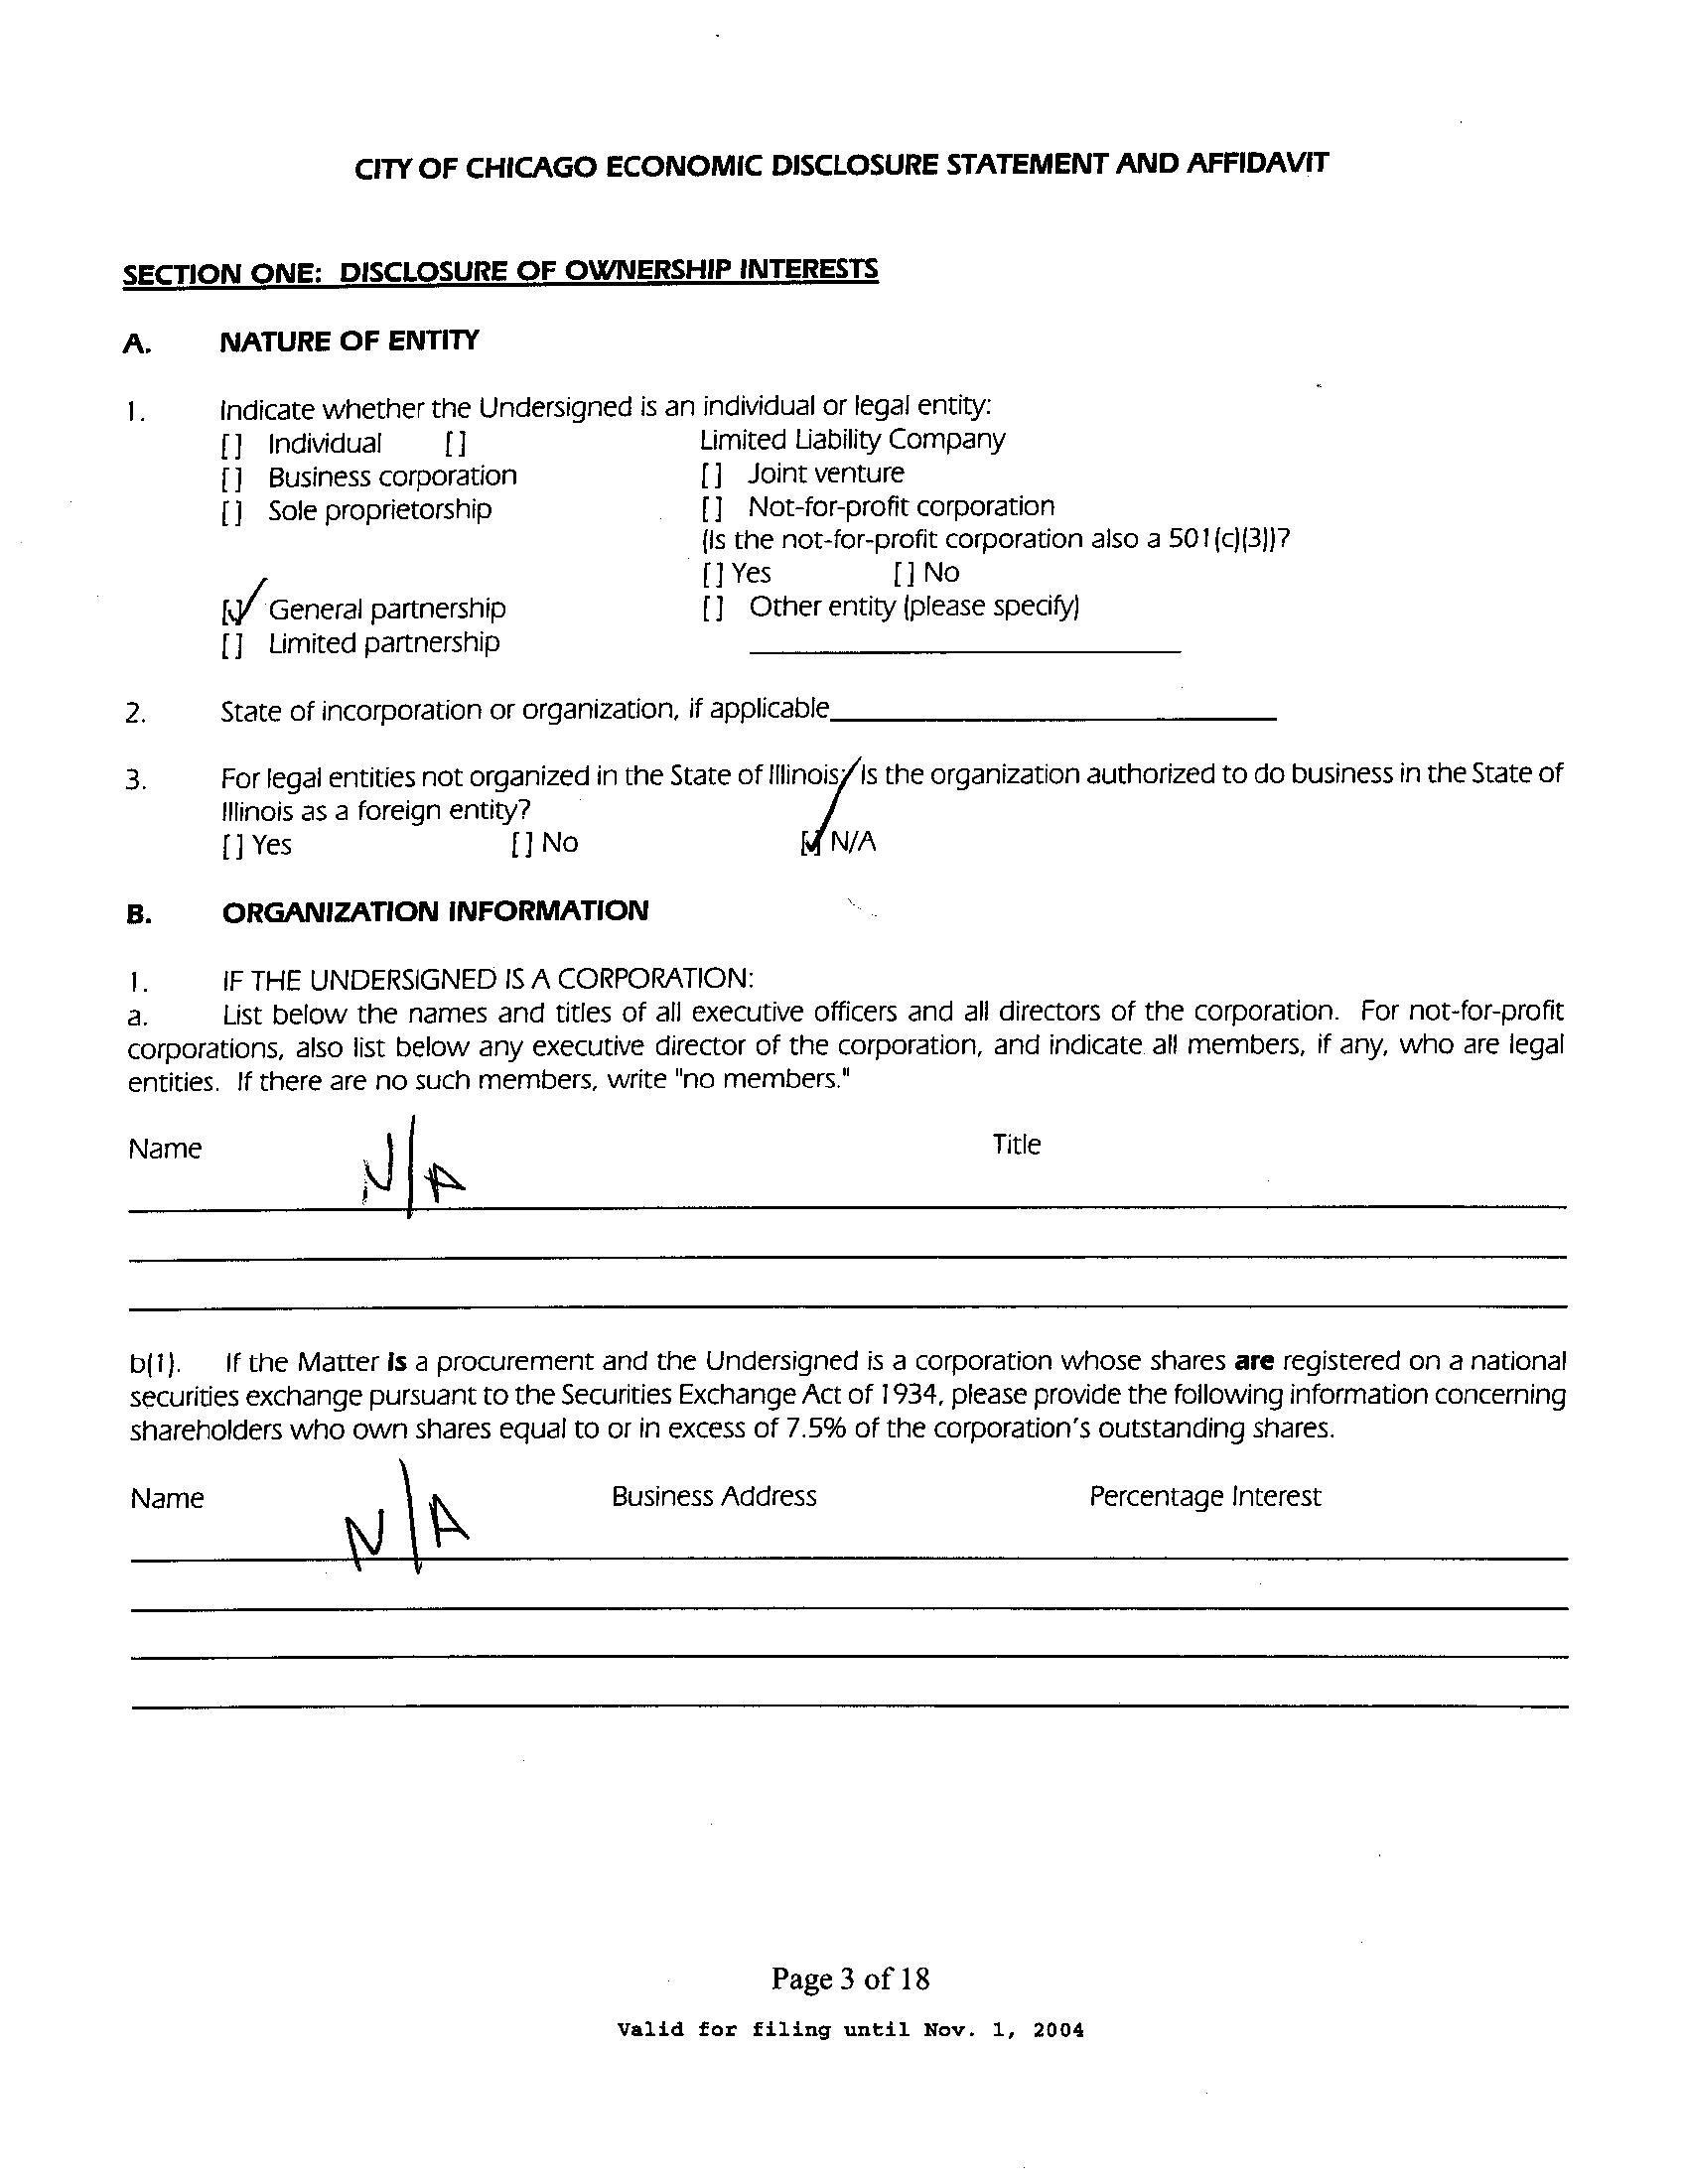 CITY OF CHICAGO ECONOMIC DISCLOSURE STATEMENT AND AFFIDAVIT
SECTION ONE: DISCLOSURE OF OWNERSHIP INTERESTS
A. NATURE OF ENTITY
1. Indicate whether the Undersigned is an individual or legal entity:
[] Individual [] Limited Liability Company
[] Business corporation [] Joint venture
[] Sole proprietorship [] Not-for-profit corporation
(Is the not-for-profit corporation also a 501(c)(3))?
[] Yes [] No
[✓] General partnership [] Other entity (please specify)
[] Limited partnership
2. State of incorporation or organization, if applicable
3. For legal entities not organized in the State of Illinois, Is the organization authorized to do business in the State of
Illinois as a foreign entity?
[] Yes [] No [✓] N/A
B. ORGANIZATION INFORMATION
1. IF THE UNDERSIGNED IS A CORPORATION:
a. List below the names and titles of all executive officers and all directors of the corporation. For not-for-profit
corporations, also list below any executive director of the corporation, and indicate all members, if any, who are legal
entities. If there are no such members, write "no members."
Name Title
N/A
b(1). If the Matter is a procurement and the Undersigned is a corporation whose shares are registered on a national
securities exchange pursuant to the Securities Exchange Act of 1934, please provide the following information concerning
shareholders who own shares equal to or in excess of 7.5% of the corporation's outstanding shares.
Name Business Address Percentage Interest
N/A
Page 3 of 18
Valid for filing until Nov. 1, 2004